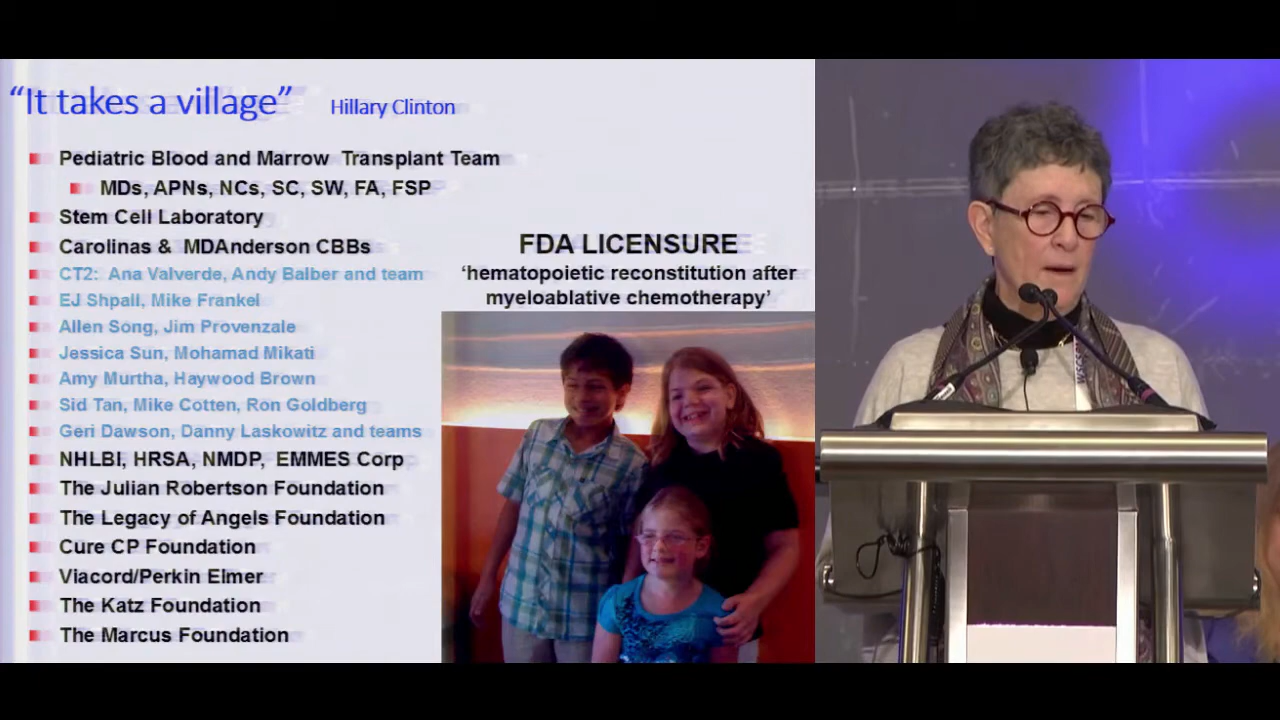 “It takes a village” Hillary Clinton
Pediatric Blood and Marrow Transplant Team
MDs, APNs, NCs, SC, SW, FA, FSP
Stem Cell Laboratory
Carolinas & MDAnderson CBBs
CT2: Ana Valverde, Andy Balber and team
EJ Shpall, Mike Frankel
Allen Song, Jim Provenzale
Jessica Sun, Mohamad Mikati
Amy Murtha, Haywood Brown
Sid Tan, Mike Cotten, Ron Goldberg
Geri Dawson, Danny Laskowitz and teams
NHLBI, HRSA, NMDP, EMMES Corp
The Julian Robertson Foundation
The Legacy of Angels Foundation
Cure CP Foundation
Viacord/Perkin Elmer
The Katz Foundation
The Marcus Foundation
FDA LICENSURE
‘hematopoietic reconstitution after
myeloablative chemotherapy’